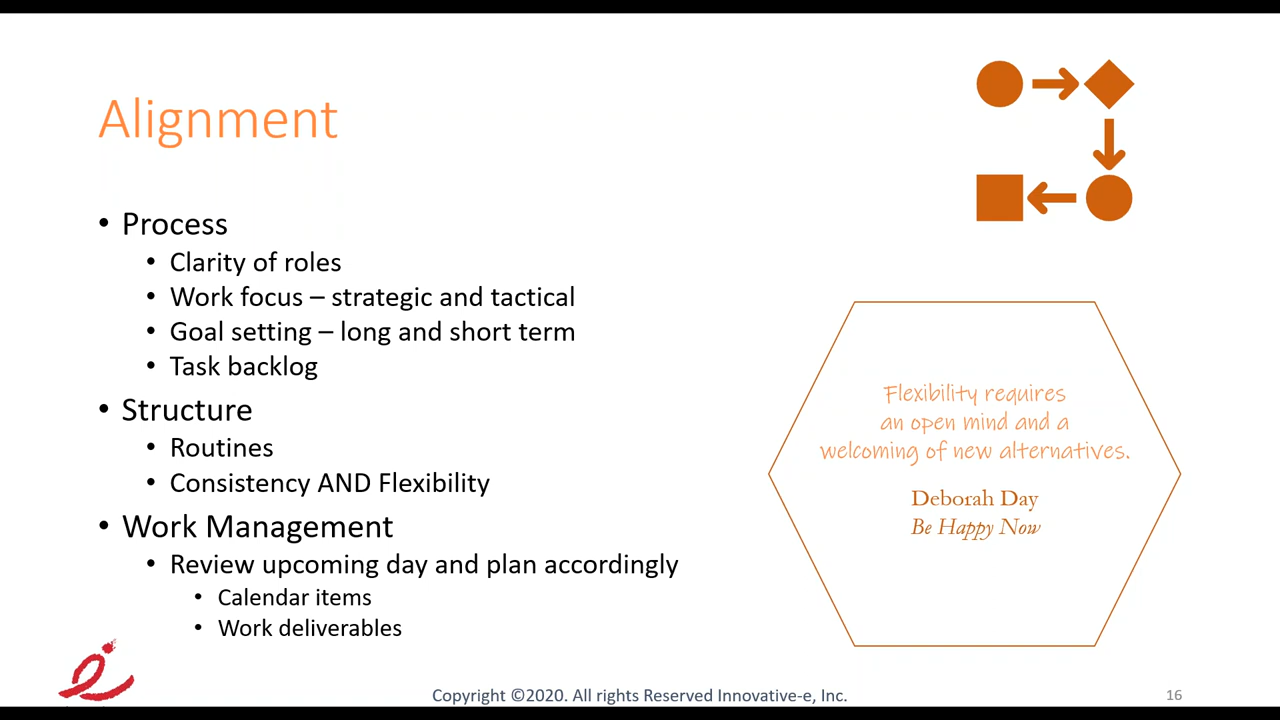 Alignment
• Process
• Clarity of roles
• Work focus – strategic and tactical
• Goal setting – long and short term
• Task backlog
• Structure
• Routines
• Consistency AND Flexibility
• Work Management
• Review upcoming day and plan accordingly
• Calendar items
• Work deliverables
Flexibility requires
an open mind and a
welcoming of new alternatives.
Deborah Day
Be Happy Now
Copyright ©2020. All rights Reserved Innovative-e, Inc.
16